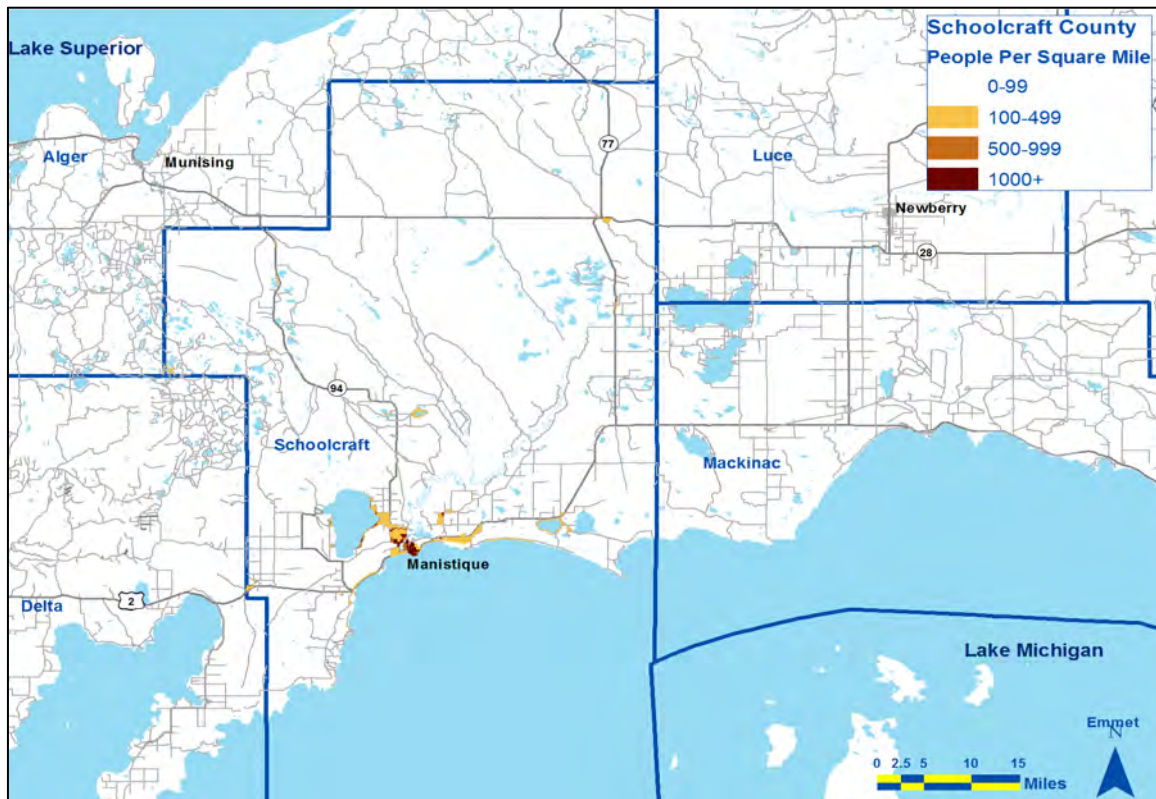 Lake Superior
Schoolcraft County
People Per Square Mile
0-99
100-499
500-999
1000+
77
Alger
Munising
Luce
Newberry
28
94
Schoolcraft
Mackinac
Manistique
2
Delta
Lake Michigan
Emmet
N
0 2.5 5 10 15
Miles